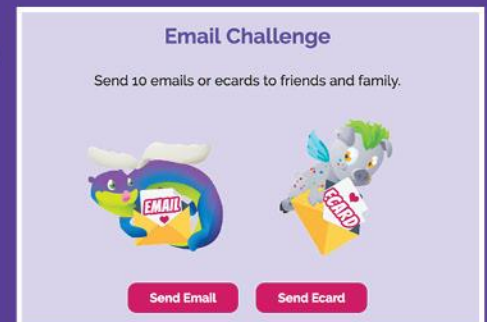 Email Challenge
Send 10 emails or ecards to friends and family.
EMAIL
ECARD
Send Email
Send Ecard